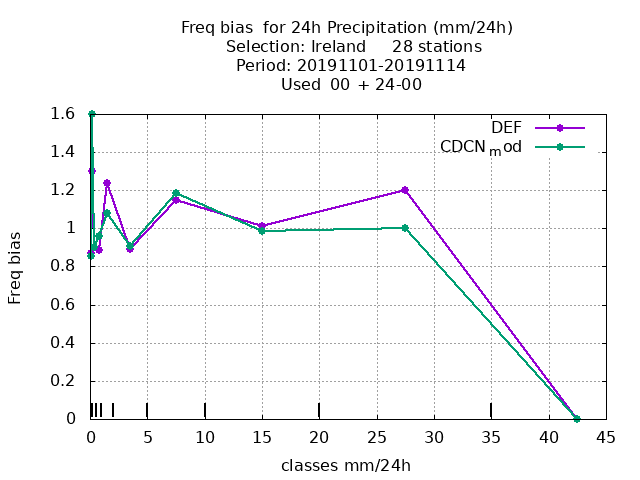 Freq bias  for 24h Precipitation (mm/24h)
Selection: Ireland     28 stations
Period: 20191101-20191114
Used  00 + 24-00
DEF
CDCNmod
Freq bias
1.6
1.4
1.2
1
0.8
0.6
0.4
0.2
0
0 5 10 15 20 25 30 35 40 45
classes mm/24h